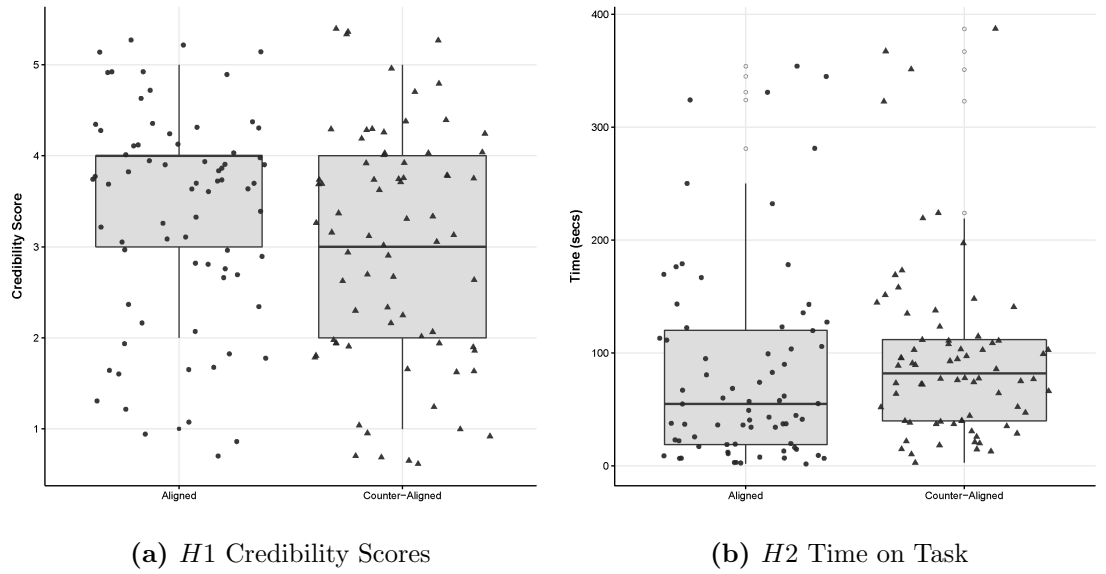 Credibility Score
5
4
3
2
1
Aligned
Counter-Aligned
Time (secs)
400
300
200
100
0
Aligned
Counter-Aligned
(a) H1 Credibility Scores
(b) H2 Time on Task